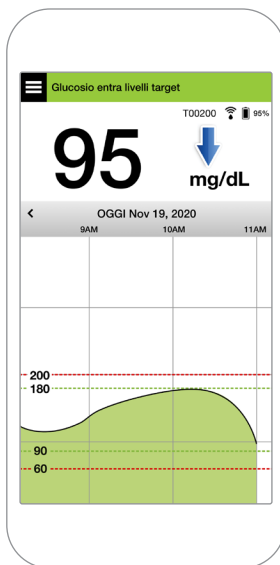 Glucosio entra livelli target
T00200 95%
95
mg/dL
< OGGI Nov 19, 2020
9AM 10AM 11AM
200
180
90
60